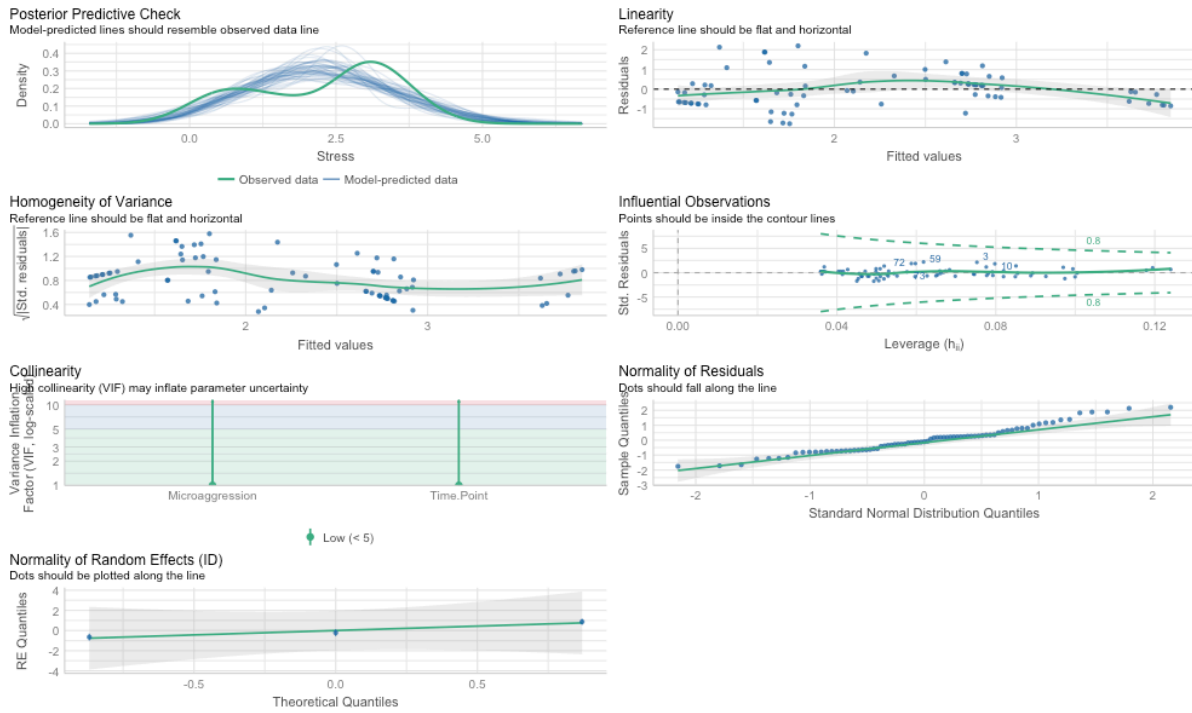 Posterior Predictive Check
Model-predicted lines should resemble observed data line
Density
0.4
0.3
0.2
0.1
0.0
0.0
2.5
5.0
Stress
Observed data
Model-predicted data
Linearity
Reference line should be flat and horizontal
Residuals
2
1
0
-1
2
3
Fitted values
Homogeneity of Variance
Reference line should be flat and horizontal
√|Std. residuals|
1.6
1.2
0.8
0.4
2
3
Fitted values
Influential Observations
Points should be inside the contour lines
Std. Residuals
5
0
-5
0.8
72
59
3
10
0.8
0.00
0.04
0.08
0.12
Leverage (hii)
Collinearity
High collinearity (VIF) may inflate parameter uncertainty
Variance Inflation
Factor (VIF, log-scaled)
10
5
3
2
1
Microaggression
Time.Point
Low (< 5)
Normality of Residuals
Dots should fall along the line
Sample Quantiles
2
1
0
-1
-2
-3
-2
-1
0
1
2
Standard Normal Distribution Quantiles
Normality of Random Effects (ID)
Dots should be plotted along the line
RE Quantiles
4
2
0
-2
-4
-0.5
0.0
0.5
Theoretical Quantiles